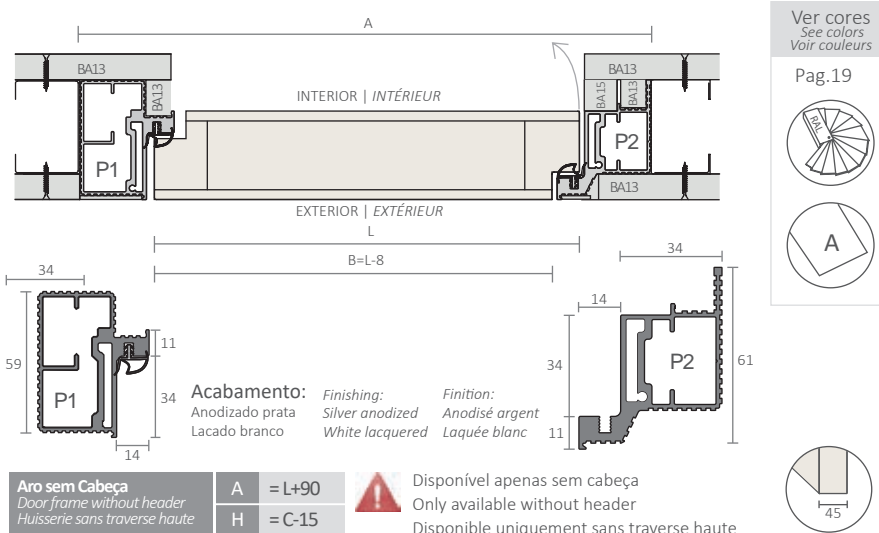 A
Ver cores
See colors
Voir couleurs
Pag.19
RAL
A
BA13
BA13
BA13
BA15
BA13
BA13
INTERIOR | INTÉRIEUR
P1
P2
EXTERIOR | EXTÉRIEUR
L
B=L-8
34
59
P1
11
34
14
34
14
34
11
P2
61
Acabamento:
Anodizado prata
Lacado branco
Finishing:
Silver anodized
White lacquered
Finition:
Anodisé argent
Laquée blanc
Aro sem Cabeça
Door frame without header
Huisserie sans traverse haute
A = L+90
H = C-15
Disponível apenas sem cabeça
Only available without header
Disponible uniquement sans traverse haute
45